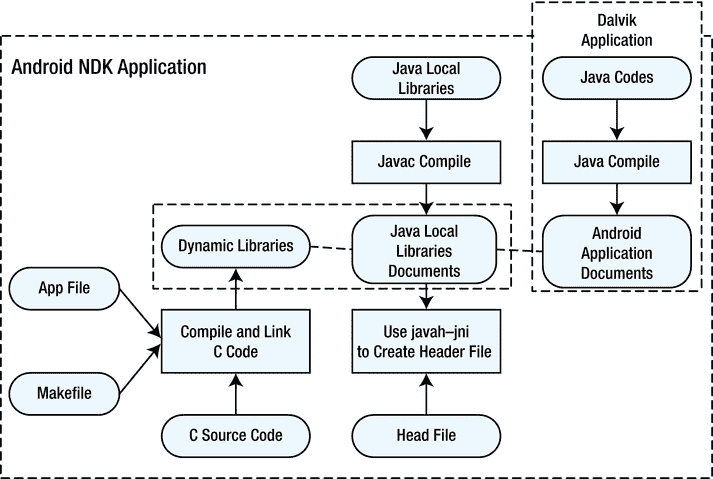 Dalvik
Application
Android NDK Application
Java Local
Libraries
Java Codes
Javac Compile
Java Compile
Dynamic Libraries
Java Local
Libraries
Documents
Android
Application
Documents
App File
Compile and Link
C Code
Use javah–jni
to Create Header File
Makefile
C Source Code
Head File